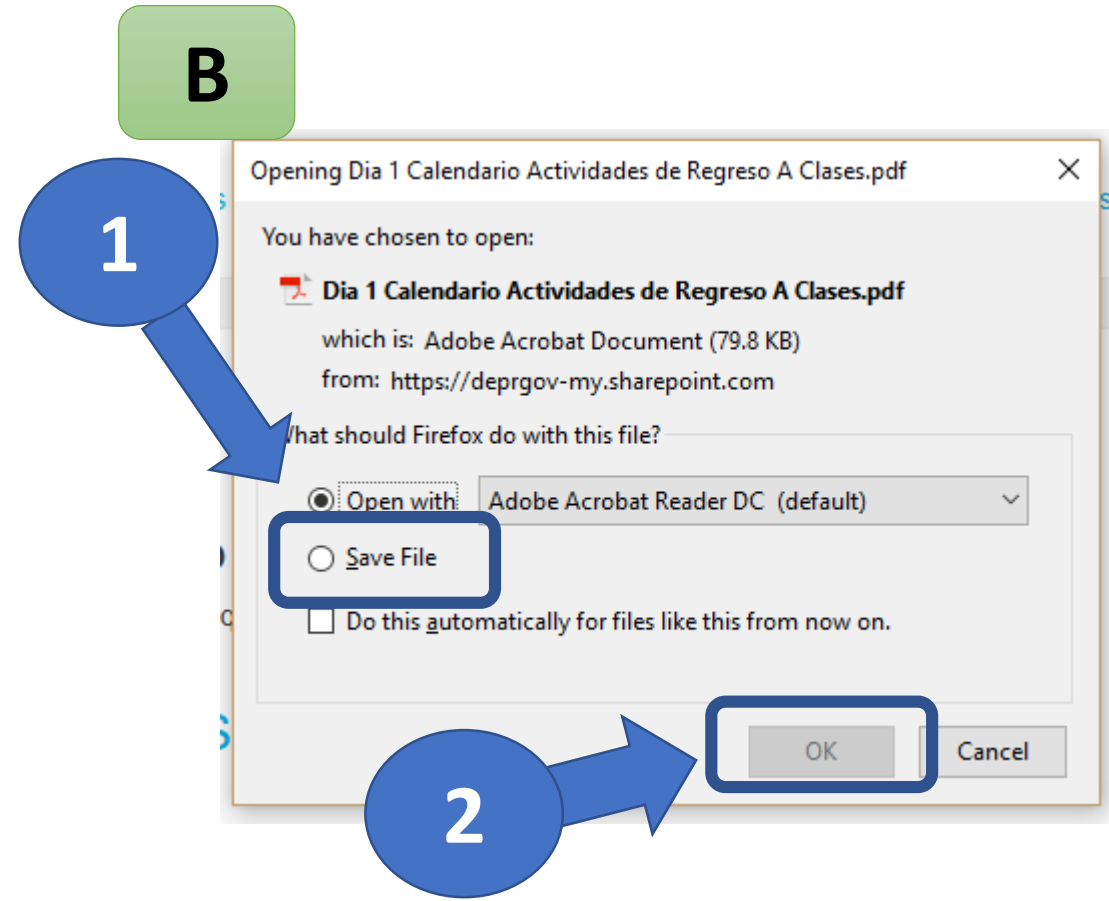 B
1
Opening Dia 1 Calendario Actividades de Regreso A Clases.pdf
You have chosen to open:
Dia 1 Calendario Actividades de Regreso A Clases.pdf
which is: Adobe Acrobat Document (79.8 KB)
from: https://deprgov-my.sharepoint.com
What should Firefox do with this file?
Open with Adobe Acrobat Reader DC (default)
Save File
Do this automatically for files like this from now on.
OK Cancel
2